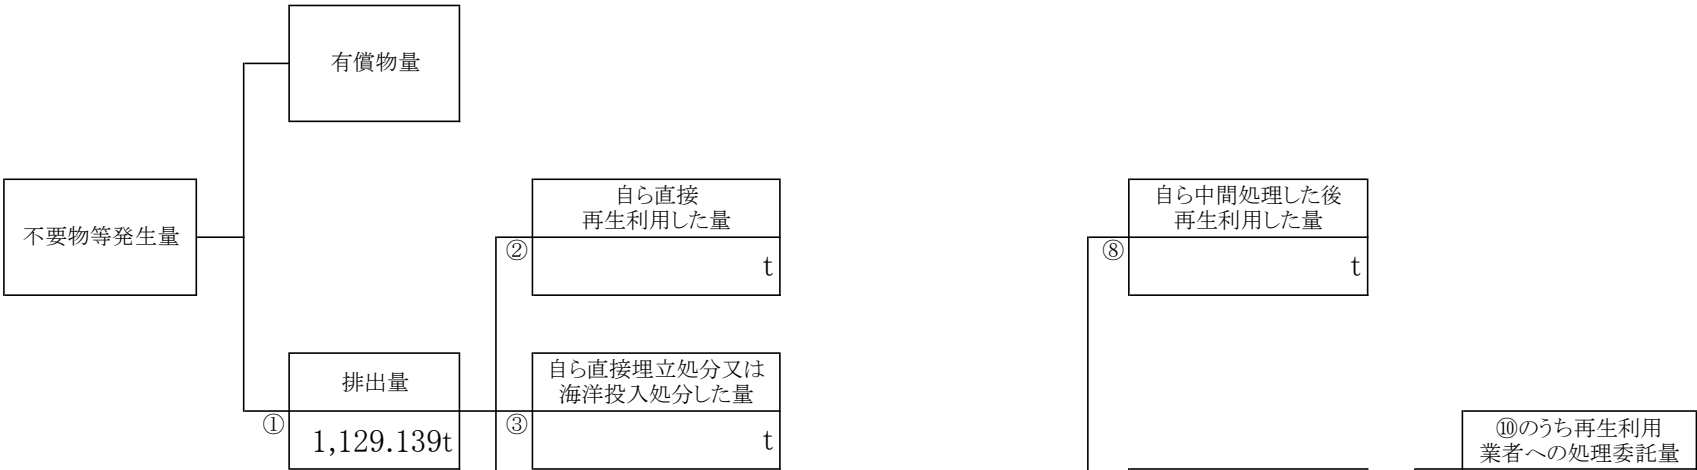 有償物量
不要物等発生量
自ら直接
再生利用した量
②
t
自ら中間処理した後
再生利用した量
⑧
t
排出量
①
1,129.139t
自ら直接埋立処分又は
海洋投入処分した量
③
t
⑩のうち再生利用
業者への処理委託量